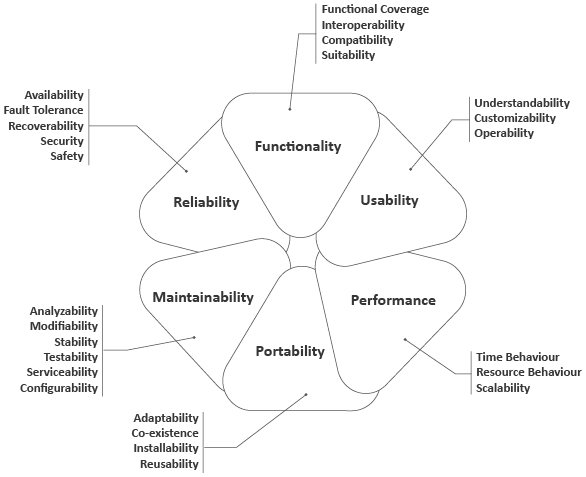 Functional Coverage
Interoperability
Compatibility
Suitability
Availability
Fault Tolerance
Recoverability
Security
Safety
Understandability
Customizability
Operability
Functionality
Reliability
Usability
Maintainability
Performance
Portability
Analyzability
Modifiability
Stability
Testability
Serviceability
Configurability
Time Behaviour
Resource Behaviour
Scalability
Adaptability
Co-existence
Installability
Reusability